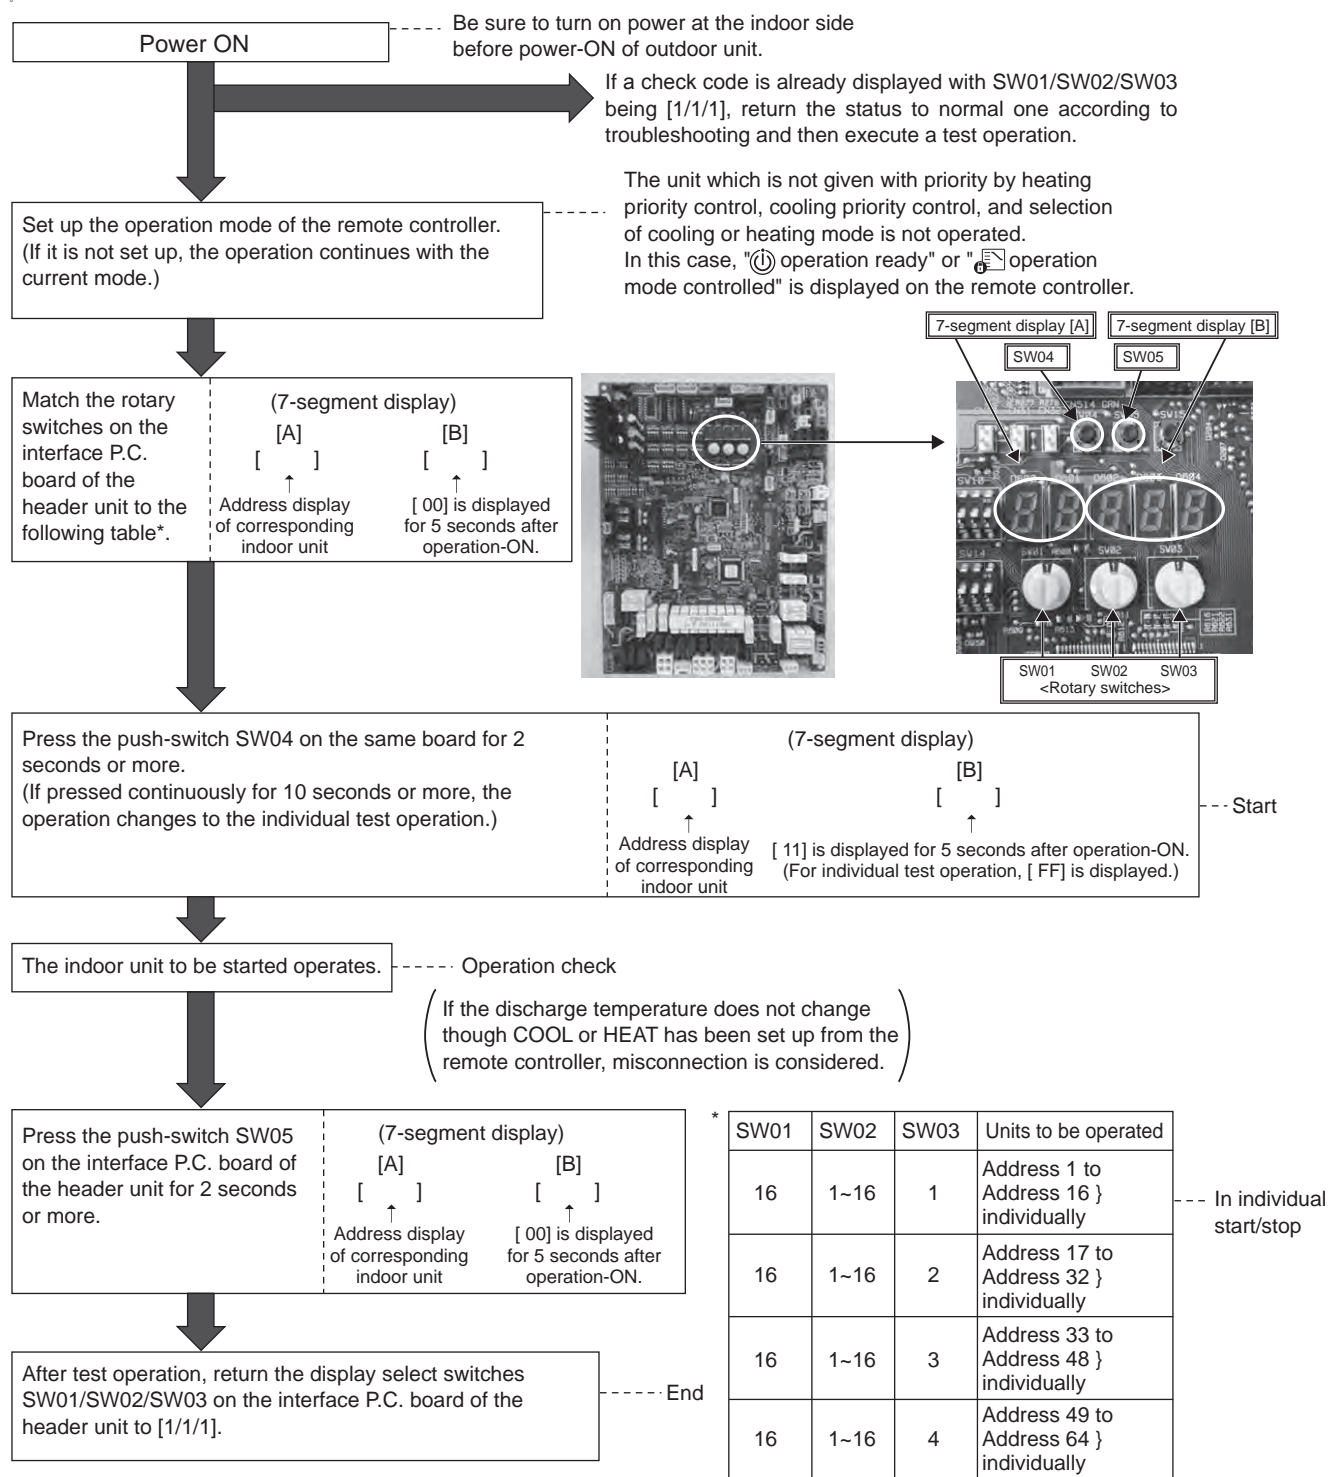 Power ON
Be sure to turn on power at the indoor side
before power-ON of outdoor unit.
If a check code is already displayed with SW01/SW02/SW03
being [1/1/1], return the status to normal one according to
troubleshooting and then execute a test operation.
Set up the operation mode of the remote controller.
(If it is not set up, the operation continues with the
current mode.)
The unit which is not given with priority by heating
priority control, cooling priority control, and selection
of cooling or heating mode is not operated.
In this case, " operation ready" or " operation
mode controlled" is displayed on the remote controller.
Match the rotary
switches on the
interface P.C.
board of the
header unit to the
following table*.
(7-segment display)
[A] [B]
[ ] [ ]
↑ ↑
Address display
of corresponding
indoor unit
[ 00] is displayed
for 5 seconds after
operation-ON.
7-segment display [A]
7-segment display [B]
SW04
SW05
SW10
SW14
SW15
SW01 SW02 SW03
SW01 SW02 SW03
<Rotary switches>
Press the push-switch SW04 on the same board for 2
seconds or more.
(If pressed continuously for 10 seconds or more, the
operation changes to the individual test operation.)
(7-segment display)
[A] [B]
[ ] [ ]
↑ ↑
Address display
of corresponding
indoor unit
[ 11] is displayed for 5 seconds after operation-ON.
(For individual test operation, [ FF] is displayed.)
Start
The indoor unit to be started operates.
Operation check
If the discharge temperature does not change
though COOL or HEAT has been set up from the
remote controller, misconnection is considered.
Press the push-switch SW05
on the interface P.C. board of
the header unit for 2 seconds
or more.
(7-segment display)
[A] [B]
[ ] [ ]
↑ ↑
Address display
of corresponding
indoor unit
[ 00] is displayed
for 5 seconds after
operation-ON.
After test operation, return the display select switches
SW01/SW02/SW03 on the interface P.C. board of the
header unit to [1/1/1].
End
*
SW01 SW02 SW03 Units to be operated
16 1~16 1 Address 1 to
Address 16 }
individually
16 1~16 2 Address 17 to
Address 32 }
individually
16 1~16 3 Address 33 to
Address 48 }
individually
16 1~16 4 Address 49 to
Address 64 }
individually
In individual
start/stop